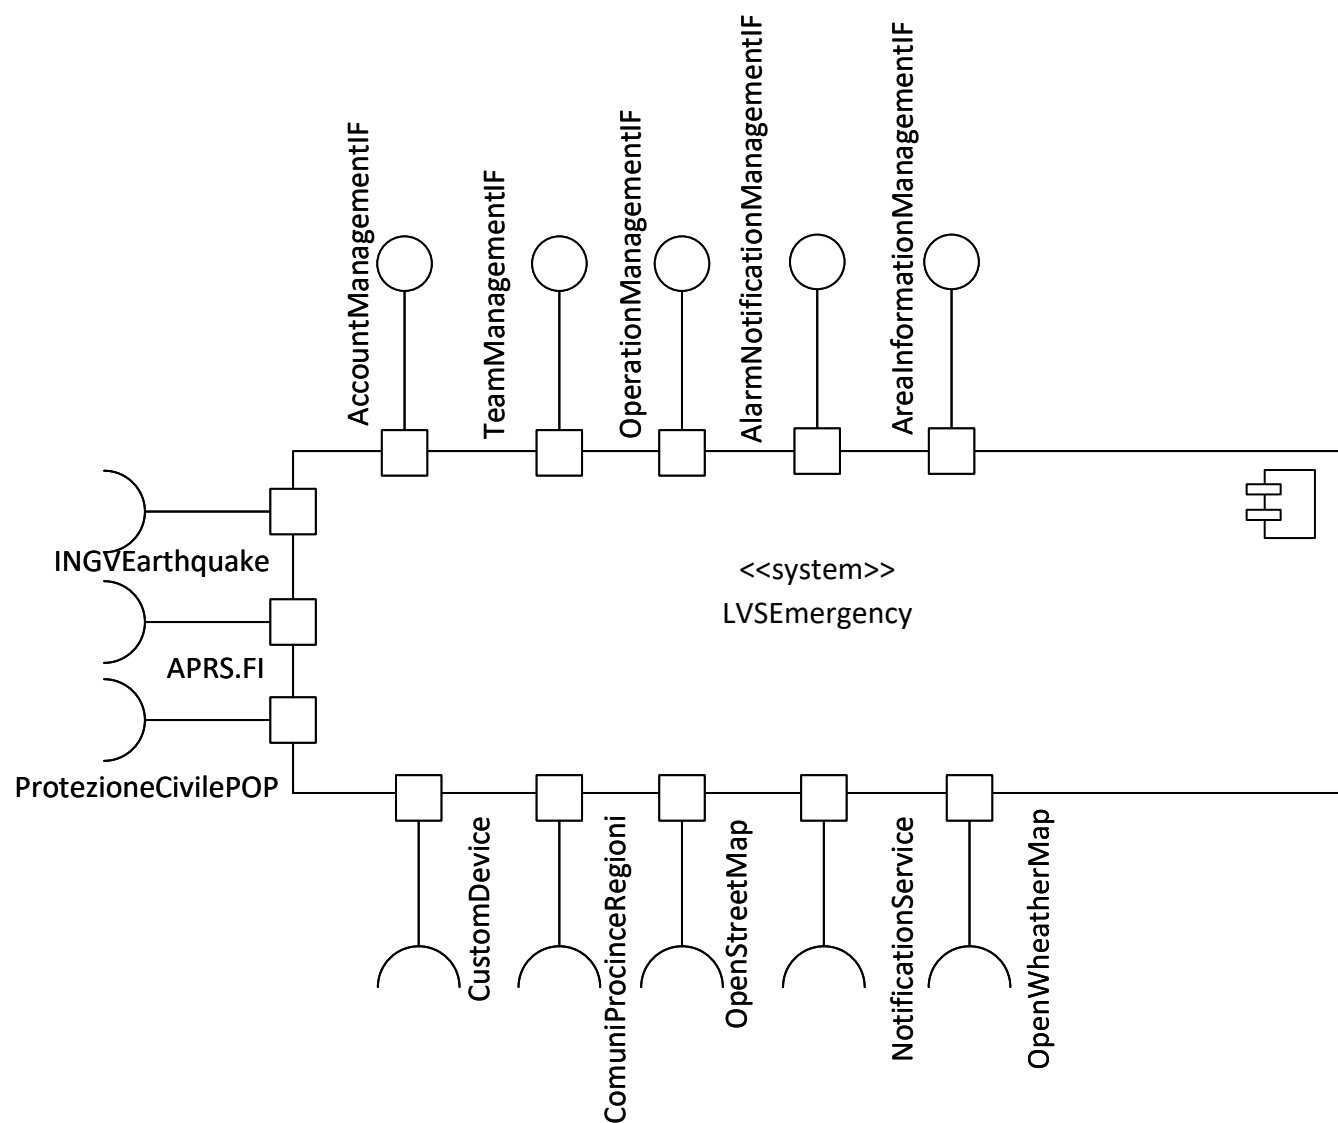 AccountManagementIF
TeamManagementIF
OperationManagementIF
AlarmNotificationManagementIF
AreaInformationManagementIF
INGVEarthquake
APRS.FI
ProtezioneCivilePOP
<<system>>
LVSEmergency
CustomDevice
ComuniProcinceRegioni
OpenStreetMap
NotificationService
OpenWheatherMap